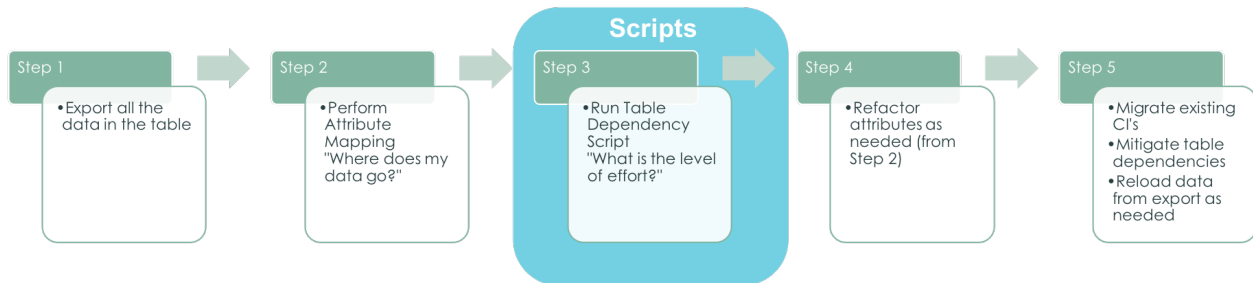 Scripts
Step 1
•Export all the
data in the table
Step 2
•Perform
Attribute
Mapping
"Where does my
data go?"
Step 3
•Run Table
Dependency
Script
"What is the level
of effort?"
Step 4
•Refactor
attributes as
needed (from
Step 2)
Step 5
•Migrate existing
CI's
•Mitigate table
dependencies
•Reload data
from export as
needed